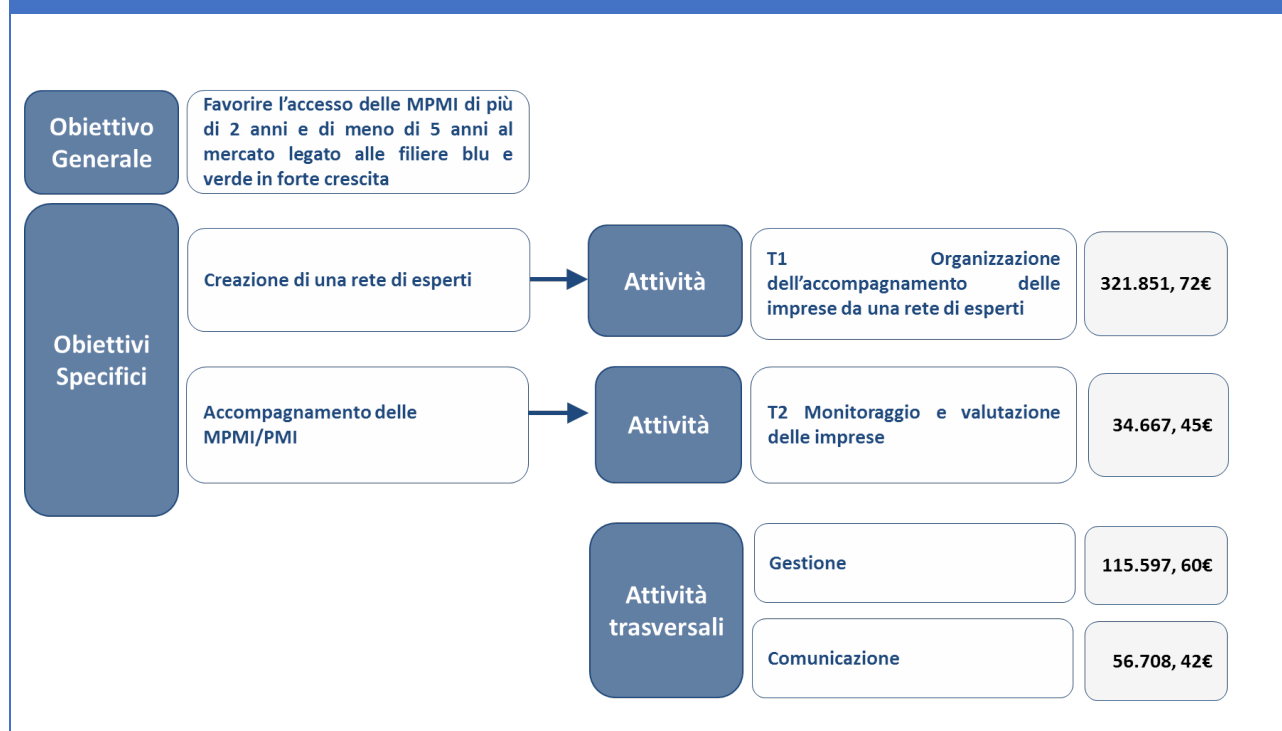 Obiettivo
Generale
Favorire l’accesso delle MPMI di più
di 2 anni e di meno di 5 anni al
mercato legato alle filiere blu e
verde in forte crescita
Obiettivi
Specifici
Creazione di una rete di esperti
Attività
T1 Organizzazione
dell’accompagnamento delle
imprese da una rete di esperti
321.851, 72€
Accompagnamento delle
MPMI/PMI
Attività
T2 Monitoraggio e valutazione
delle imprese
34.667, 45€
Attività
trasversali
Gestione
115.597, 60€
Comunicazione
56.708, 42€